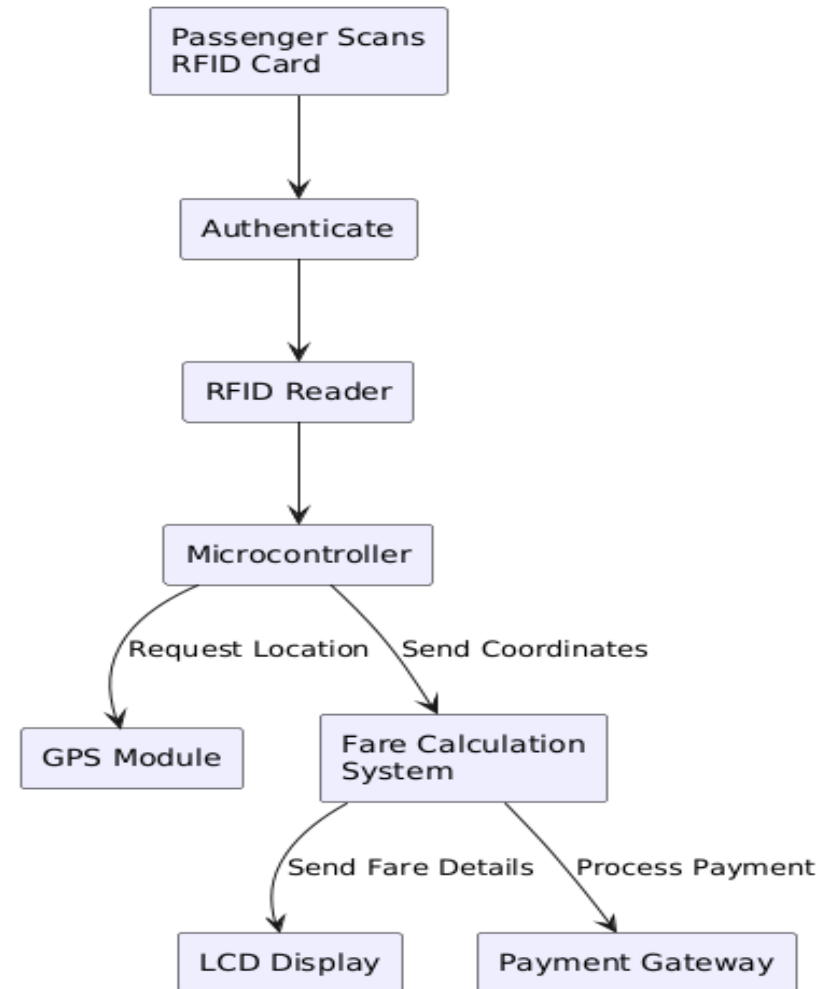 Passenger Scans
RFID Card
Authenticate
RFID Reader
Microcontroller
Request Location
Send Coordinates
GPS Module
Fare Calculation
System
Send Fare Details
Process Payment
LCD Display
Payment Gateway